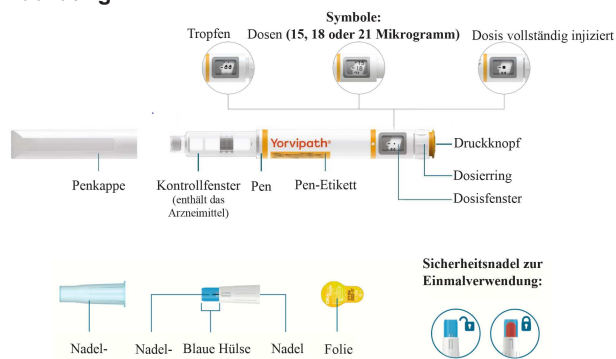 Symbole:
Tropfen Dosen (15, 18 oder 21 Mikrogramm) Dosis vollständig injiziert
Yorvipath®
Druckknopf
Penkappe Kontrollfenster Pen Pen-Etikett Dosierring
(enthält das
Arzneimittel)
Dosisfenster
Sicherheitsnadel zur
Einmalverwendung:
Nadel- Nadel- Blaue Hülse Nadel Folie